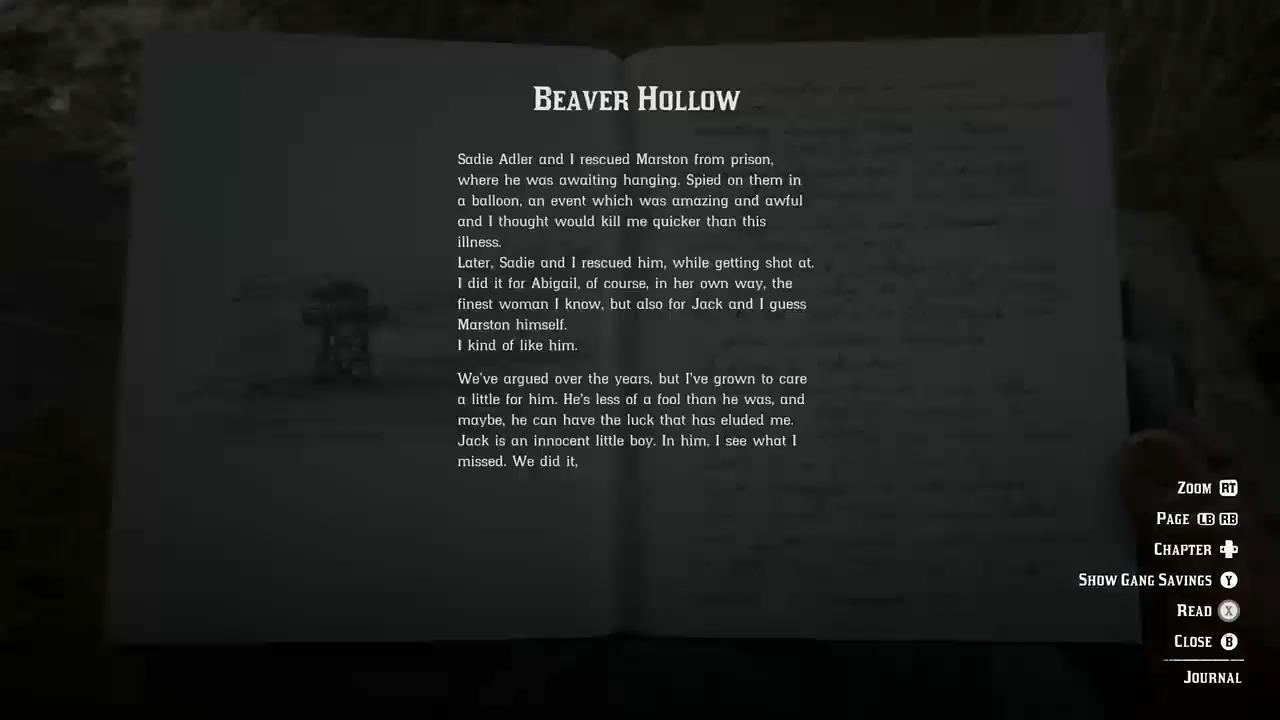 Beaver Hollow
Sadie Adler and I rescued Marston from prison,
where he was awaiting hanging. Spied on them in
a balloon, an event which was amazing and awful
and I thought would kill me quicker than this
illness.
Later, Sadie and I rescued him, while getting shot at.
I did it for Abigail, of course, in her own way, the
finest woman I know, but also for Jack and I guess
Marston himself.
I kind of like him.
We've argued over the years, but I've grown to care
a little for him. He's less of a fool than he was, and
maybe, he can have the luck that has eluded me.
Jack is an innocent little boy. In him, I see what I
missed. We did it,
Zoom RT
Page LB RB
Chapter
Show Gang Savings Y
Read X
Close B
Journal